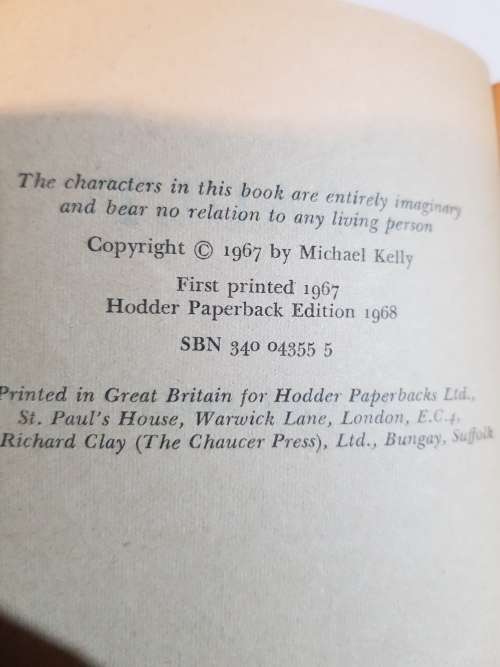 The characters in this book are entirely imaginary
and bear no relation to any living person
Copyright © 1967 by Michael Kelly
First printed 1967
Hodder Paperback Edition 1968
SBN 340 04355 5
Printed in Great Britain for Hodder Paperbacks Ltd.,
St. Paul's House, Warwick Lane, London, E.C.4,
Richard Clay (The Chaucer Press), Ltd., Bungay, Suffolk